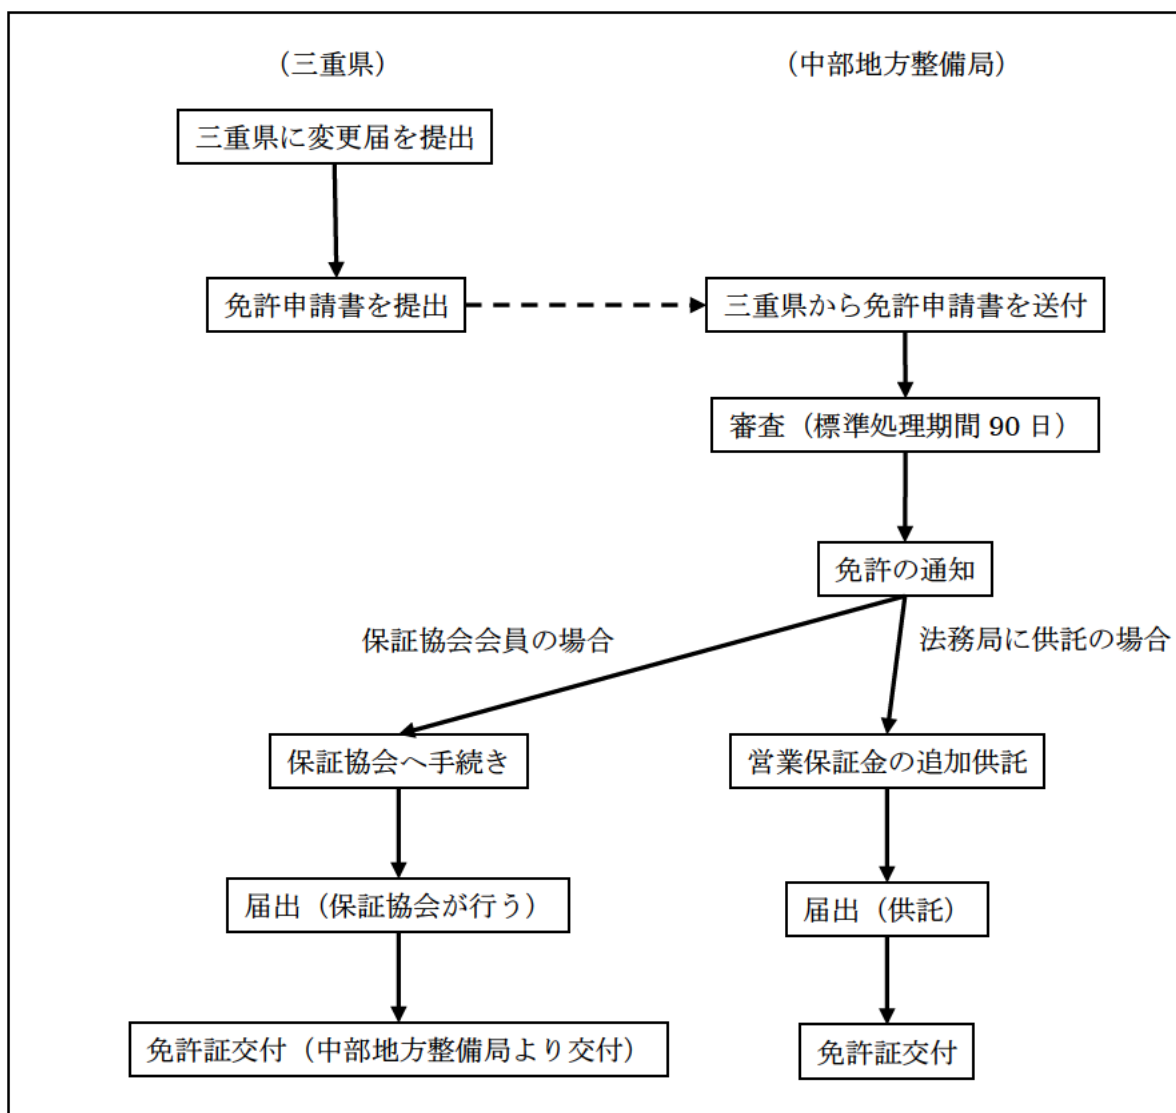 （三重県）
（中部地方整備局）
三重県に変更届を提出
免許申請書を提出
三重県から免許申請書を送付
審査（標準処理期間 90 日）
免許の通知
保証協会会員の場合
法務局に供託の場合
保証協会へ手続き
営業保証金の追加供託
届出（保証協会が行う）
届出（供託）
免許証交付（中部地方整備局より交付）
免許証交付